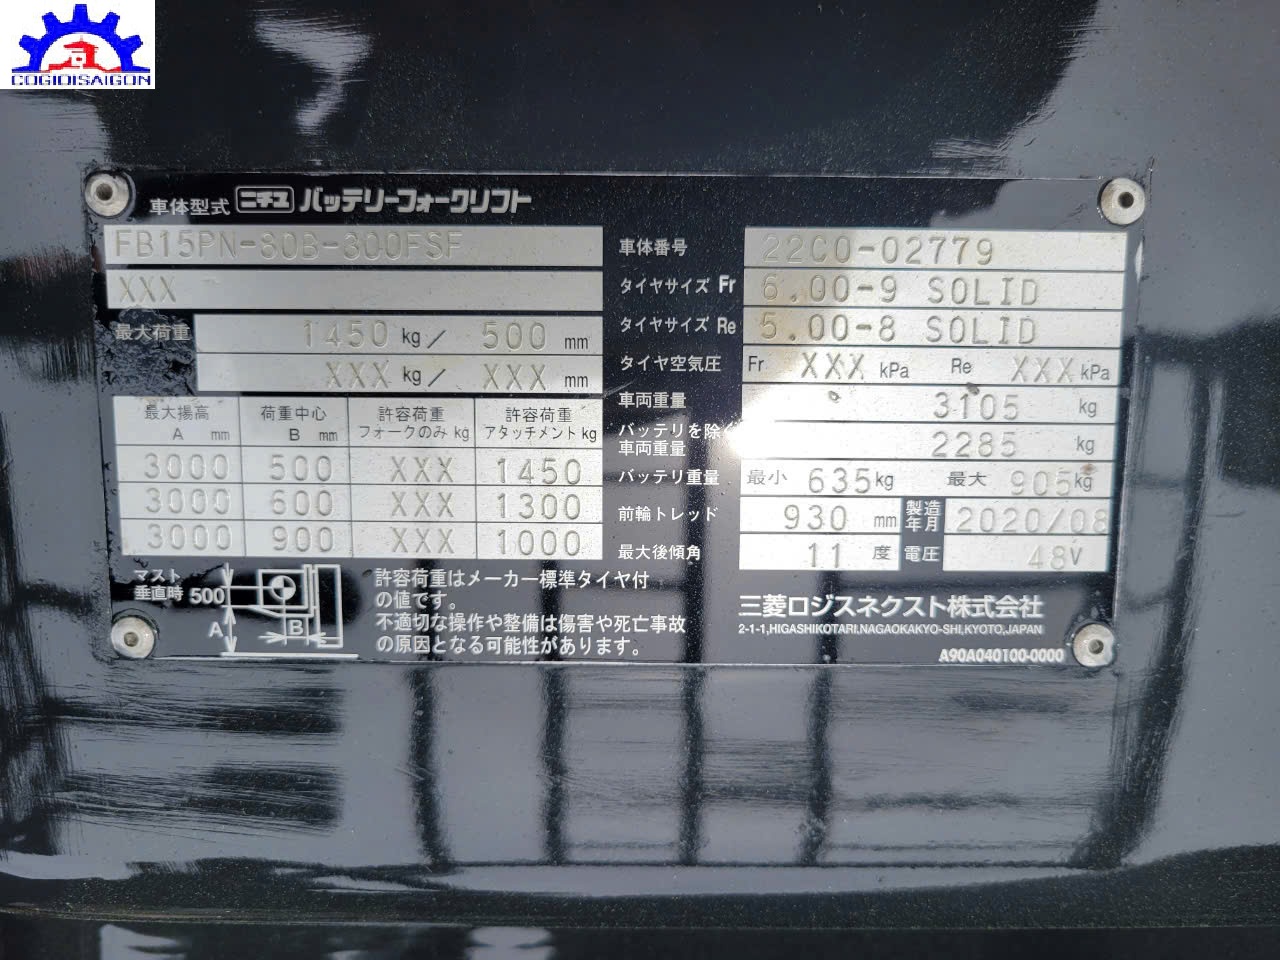 COGIOISAIGON
車体型式 ニチユ バッテリーフォークリフト
FB15PN-80B-300FSF
XXX
最大荷重 1450 kg/ 500 mm
XXX kg/ XXX mm
最大揚高 A mm 荷重中心 B mm 許容荷重 フォークのみ kg 許容荷重 アタッチメント kg
3000 500 XXX 1450
3000 600 XXX 1300
3000 900 XXX 1000
マスト垂直時 500 A B
許容荷重はメーカー標準タイヤ付
の値です。
不適切な操作や整備は傷害や死亡事故
の原因となる可能性があります。
車体番号 22C0-02779
タイヤサイズ Fr 6.00-9 SOLID
タイヤサイズ Re 5.00-8 SOLID
タイヤ空気圧 Fr XXX kPa Re XXX kPa
車両重量 3105 kg
バッテリを除く
車両重量 2285 kg
バッテリ重量 最小 635 kg 最大 905 kg
前輪トレッド 930 mm 製造年月 2020/08
最大後傾角 11 度 電圧 48V
三菱ロジスネクスト株式会社
2-1-1,HIGASHIKOTARI,NAGAOKAKYO-SHI,KYOTO,JAPAN
A90A040100-0000